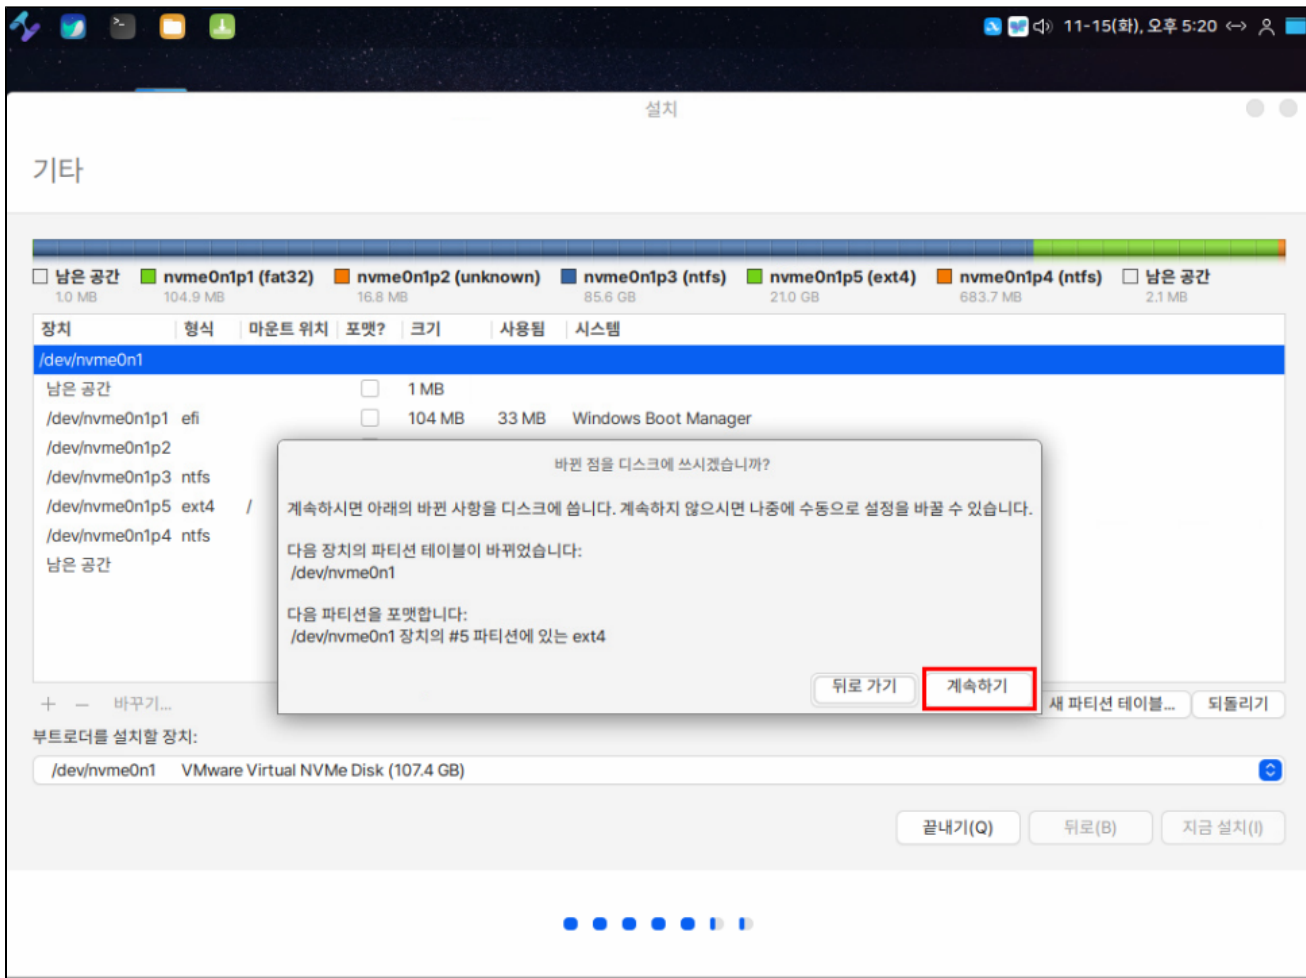 11-15(화), 오후 5:20
설치
기타
남은 공간 nvme0n1p1 (fat32) nvme0n1p2 (unknown) nvme0n1p3 (ntfs) nvme0n1p5 (ext4) nvme0n1p4 (ntfs) 남은 공간
1.0 MB 104.9 MB 16.8 MB 85.6 GB 21.0 GB 683.7 MB 2.1 MB
장치 형식 마운트 위치 포맷? 크기 사용됨 시스템
/dev/nvme0n1
남은 공간 1 MB
/dev/nvme0n1p1 efi 104 MB 33 MB Windows Boot Manager
/dev/nvme0n1p2
/dev/nvme0n1p3 ntfs
/dev/nvme0n1p5 ext4 /
/dev/nvme0n1p4 ntfs
남은 공간
바뀐 점을 디스크에 쓰시겠습니까?
계속하시면 아래의 바뀐 사항을 디스크에 씁니다. 계속하지 않으시면 나중에 수동으로 설정을 바꿀 수 있습니다.
다음 장치의 파티션 테이블이 바뀌었습니다:
/dev/nvme0n1
다음 파티션을 포맷합니다:
/dev/nvme0n1 장치의 #5 파티션에 있는 ext4
뒤로 가기 계속하기
+ − 바꾸기... 새 파티션 테이블... 되돌리기
부트로더를 설치할 장치:
/dev/nvme0n1 VMware Virtual NVMe Disk (107.4 GB)
끝내기(Q) 뒤로(B) 지금 설치(I)